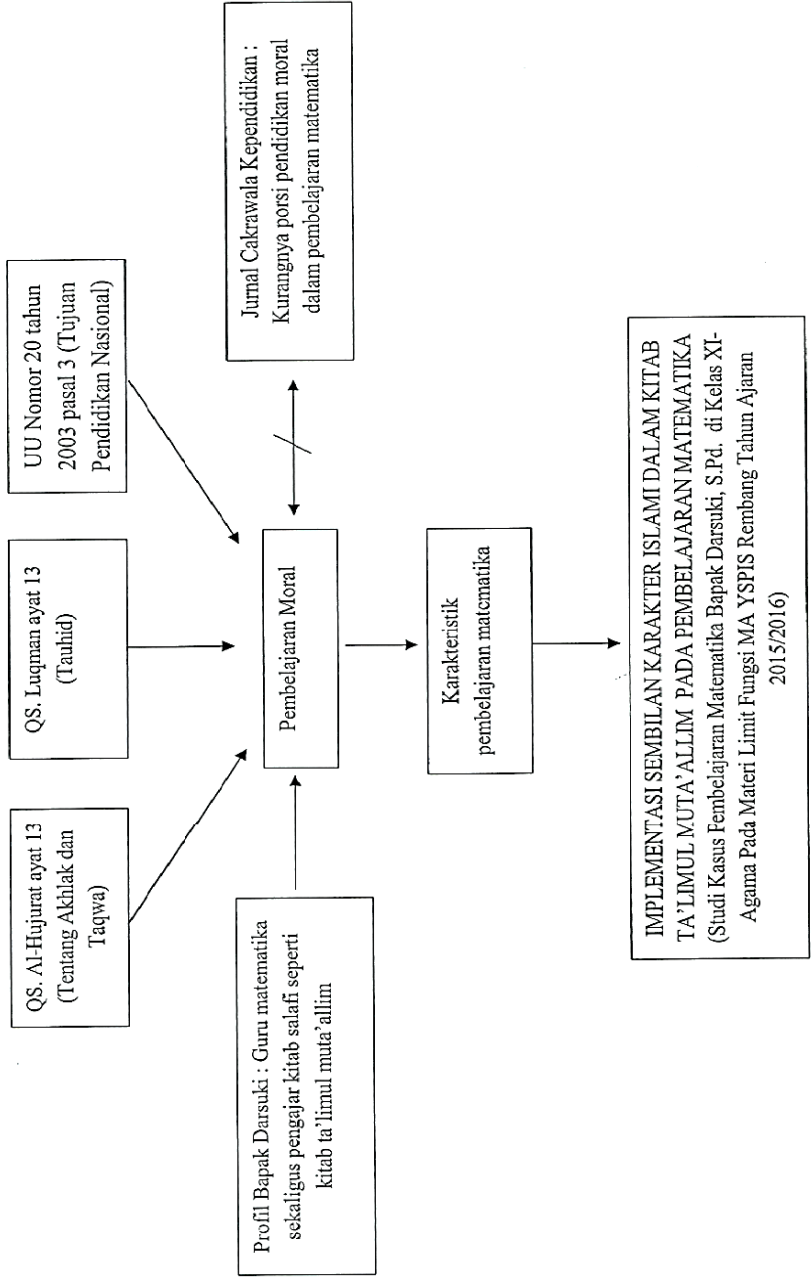 QS. Al-Hujurat ayat 13
(Tentang Akhlak dan
Taqwa)
QS. Luqman ayat 13
(Tauhid)
UU Nomor 20 tahun
2003 pasal 3 (Tujuan
Pendidikan Nasional)
Profil Bapak Darsuki : Guru matematika
sekaligus pengajar kitab salafi seperti
kitab ta'limul muta'allim
Pembelajaran Moral
Jurnal Cakrawala Kependidikan :
Kurangnya porsi pendidikan moral
dalam pembelajaran matematika
Karakteristik
pembelajaran matematika
IMPLEMENTASI SEMBILAN KARAKTER ISLAMI DALAM KITAB
TA'LIMUL MUTA'ALLIM PADA PEMBELAJARAN MATEMATIKA
(Studi Kasus Fembelajaran Matematika Bapak Darsuki, S.Pd. di Kelas XI-
Agama Pada Materi Limit Fungsi MA YSPIS Rembang Tahun Ajaran
2015/2016)